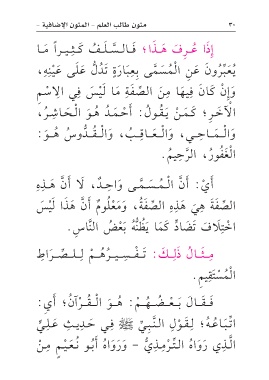 ٣٠ متون طالب العلم - المتون الإضافية -
إِذَا عُرِفَ هَذَا؛ فَالسَّلَفُ كَثِيراً مَا
يُعَبِّرُونَ عَنِ الْمُسَمَّى بِعِبَارَةٍ تَدُلُّ عَلَى عَيْنِهِ،
وَإِنْ كَانَ فِيهَا مِنَ الصِّفَةِ مَا لَيْسَ فِي الِاسْمِ
الْآخَرِ؛ كَمَنْ يَقُولُ: أَحْمَدُ هُوَ الْحَاشِرُ،
وَالْمَاحِي، وَالْعَاقِبُ، وَالْقُدُّوسُ هُوَ:
الْغَفُورُ، الرَّحِيمُ.
أَيْ: أَنَّ الْمُسَمَّى وَاحِدٌ، لَا أَنَّ هَذِهِ
الصِّفَةَ هِيَ هَذِهِ الصِّفَةُ، وَمَعْلُومٌ أَنَّ هَذَا لَيْسَ
اخْتِلَافَ تَضَادٍّ كَمَا يَظُنُّهُ بَعْضُ النَّاسِ.
مِثَالُ ذَلِكَ: تَفْسِيرُهُمْ لِلصِّرَاطِ
الْمُسْتَقِيمِ.
فَقَالَ بَعْضُهُمْ: هُوَ الْقُرْآنُ؛ أَيِ:
اتِّبَاعُهُ؛ لِقَوْلِ النَّبِيِّ ﷺ فِي حَدِيثِ عَلِيٍّ
الَّذِي رَوَاهُ التِّرْمِذِيُّ - وَرَوَاهُ أَبُو نُعَيْمٍ مِنْ